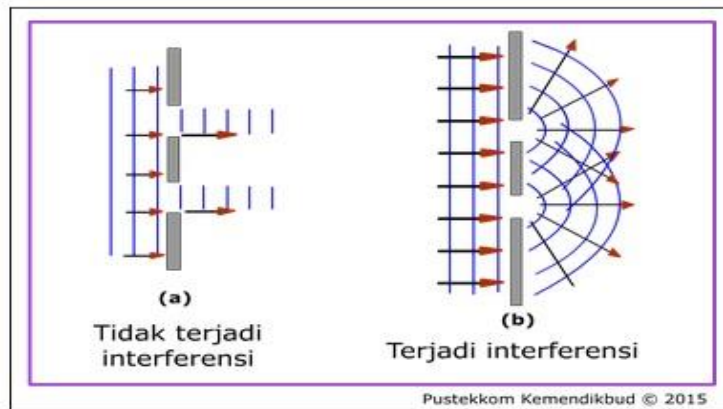 (a)
Tidak terjadi
interferensi
(b)
Terjadi interferensi
Pustekkom Kemendikbud © 2015